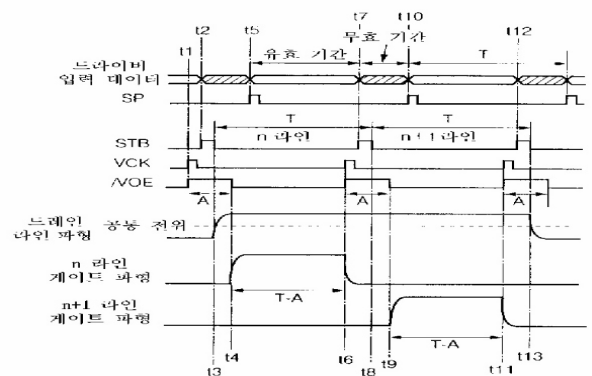 t7 t10
t2 t5 무효 기간 t12
t1 유효 기간 T
드라이버
입력 데이터
SP
T T
STB n 라인 n+1 라인
VCK
/VOE
A A A
드레인 공통 전위
라인 파형
n 라인
게이트 파형
T-A
n+1 라인
게이트 파형
T-A
t4 t6 t9 t13
t3 t8 t11